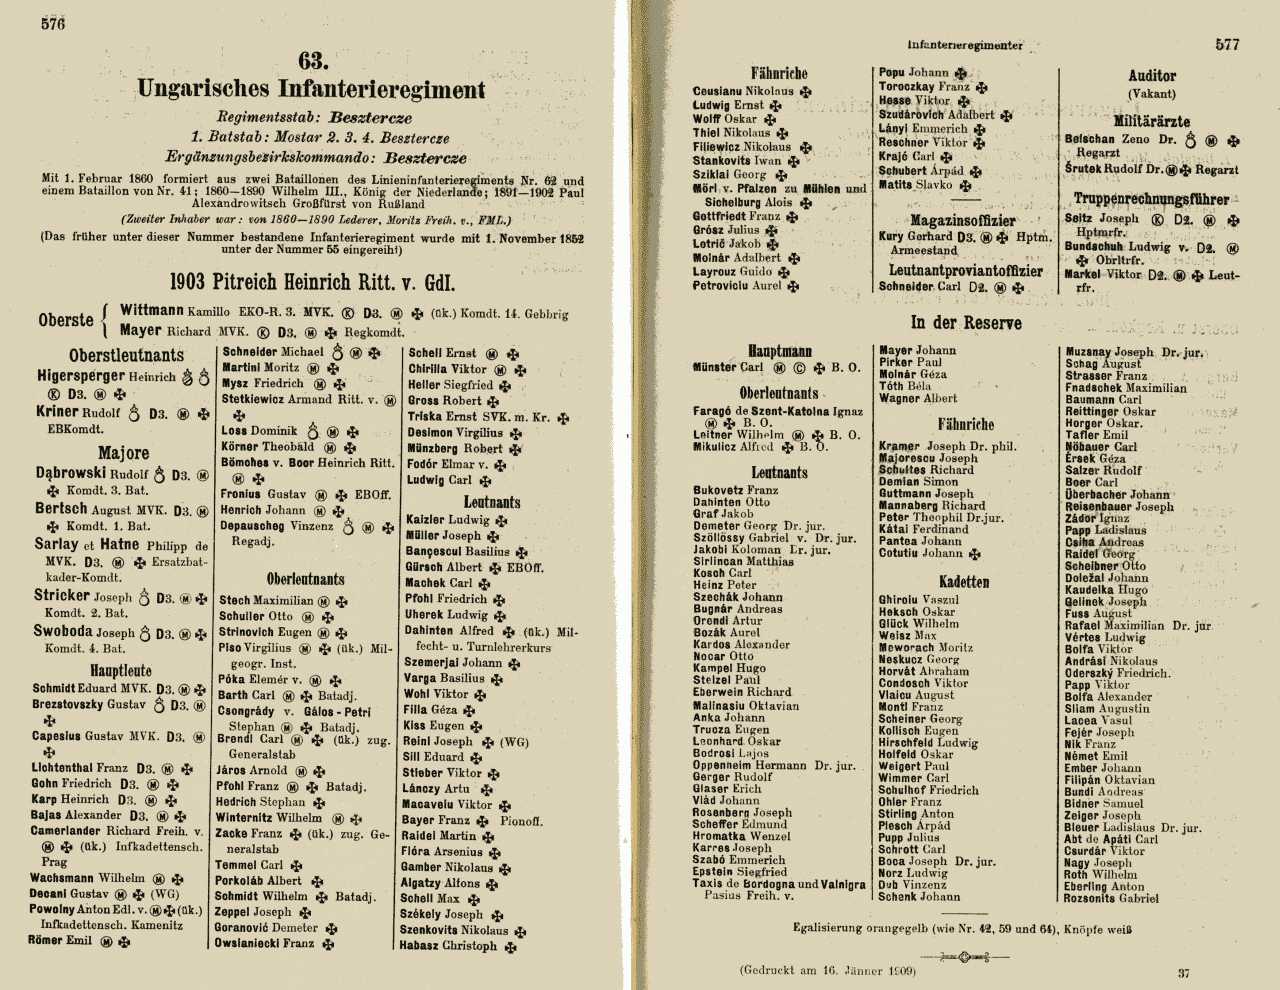 576
63.
Ungarisches Infanterieregiment
Regimentsstab: Besztercze
1. Batstab: Mostar 2. 3. 4. Besztercze
Ergänzungsbezirkskommando: Besztercze
Mit 1. Februar 1860 formiert aus zwei Bataillonen des Linieninfanterieregiments Nr. 62 und
einem Bataillon von Nr. 41; 1860—1890 Wilhelm III., König der Niederlande; 1891—1902 Paul
Alexandrowitsch Großfürst von Rußland
(Zweiter Inhaber war: von 1860—1890 Lederer, Moritz Freih. v., FML.)
(Das früher unter dieser Nummer bestandene Infanterieregiment wurde mit 1. November 1852
unter der Nummer 55 eingereiht)
1903 Pitreich Heinrich Ritt. v. GdI.
Oberste
Wittmann Kamillo EKO-R. 3. MVK. Ⓚ D3. Ⓜ ✠ (ük.) Komdt. 14. Gebbrig
Mayer Richard MVK. Ⓚ D3. Ⓜ ✠ Regkomdt.
Oberstleutnants
Higersperger Heinrich
Ⓚ D3. Ⓜ ✠
Kriner Rudolf D3. Ⓜ ✠
EBKomdt.
Majore
Dąbrowski Rudolf D3. Ⓜ
✠ Komdt. 3. Bat.
Bertsch August MVK. D3. Ⓜ
✠ Komdt. 1. Bat.
Sarlay et Hatne Philipp de
MVK. D3. Ⓜ ✠ Ersatzbat-
kader-Komdt.
Stricker Joseph D3. Ⓜ ✠
Komdt. 2. Bat.
Swoboda Joseph D3. Ⓜ ✠
Komdt. 4. Bat.
Hauptleute
Schmidt Eduard MVK. D3. Ⓜ ✠
Brezstovszky Gustav D3. Ⓜ
✠
Capesius Gustav MVK. D3. Ⓜ
✠
Lichtenthal Franz D3. Ⓜ ✠
Gohn Friedrich D3. Ⓜ ✠
Karp Heinrich D3. Ⓜ ✠
Bajas Alexander D3. Ⓜ ✠
Camerlander Richard Freih. v.
Ⓜ ✠ (ük.) Infkadettensch.
Prag
Wachsmann Wilhelm Ⓜ ✠
Decani Gustav Ⓜ ✠ (WG)
Powolny Anton Edl. v. Ⓜ ✠ (ük.)
Infkadettensch. Kamenitz
Römer Emil Ⓜ ✠
Schneider Michael Ⓜ ✠
Martini Moritz Ⓜ ✠
Mysz Friedrich Ⓜ ✠
Stetkiewicz Armand Ritt. v. Ⓜ
✠
Loss Dominik Ⓜ ✠
Körner Theobäld Ⓜ ✠
Bömches v. Boor Heinrich Ritt.
Ⓜ ✠
Fronius Gustav Ⓜ ✠ EBOff.
Henrich Johann Ⓜ ✠
Depauscheg Vinzenz Ⓜ ✠
Regadj.
Oberleutnants
Stech Maximilian Ⓜ ✠
Schuller Otto Ⓜ ✠
Strinovich Eugen Ⓜ ✠
Piso Virgilius Ⓜ ✠ (ük.) Mil-
geogr. Inst.
Póka Elemér v. Ⓜ ✠
Barth Carl Ⓜ ✠ Batadj.
Csongrády v. Gálos-Petri
Stephan Ⓜ ✠ Batadj.
Brendl Carl Ⓜ ✠ (ük.) zug.
Generalstab
Járos Arnold Ⓜ ✠
Pfohl Franz Ⓜ ✠ Batadj.
Hedrich Stephan ✠
Winternitz Wilhelm Ⓜ ✠
Zacke Franz ✠ (ük.) zug. Ge-
neralstab
Temmel Carl ✠
Porkoláb Albert ✠
Schmidt Wilhelm ✠ Batadj.
Zeppel Joseph ✠
Goranović Demeter ✠
Owsianiecki Franz ✠
Schell Ernst Ⓜ ✠
Chirilla Viktor Ⓜ ✠
Heller Siegfried ✠
Gross Robert ✠
Triska Ernst SVK. m. Kr. ✠
Desimon Virgilius ✠
Münzberg Robert ✠
Fodór Elmar v. ✠
Ludwig Carl ✠
Leutnants
Kaizler Ludwig ✠
Müller Joseph ✠
Bançescul Basilius ✠
Gürsch Albert ✠ EBOff.
Machek Carl ✠
Pfohl Friedrich ✠
Uherek Ludwig ✠
Dahinten Alfred ✠ (ük.) Mil-
fecht- u. Turnlehrerkurs
Szemerjai Johann ✠
Varga Basilius ✠
Wohl Viktor ✠
Filla Géza ✠
Kiss Eugen ✠
Reinl Joseph ✠ (WG)
Sill Eduard ✠
Stieber Viktor ✠
Lánczy Artu ✠
Macaveiu Viktor ✠
Bayer Franz ✠ Pionoff.
Raidel Martin ✠
Flóra Arsenius ✠
Gamber Nikolaus ✠
Algatzy Alfons ✠
Schell Max ✠
Székely Joseph ✠
Szenkovits Nikolaus ✠
Habasz Christoph ✠
Infanterieregimenter
577
Fähnriche
Ceusianu Nikolaus ✠
Ludwig Ernst ✠
Wolff Oskar ✠
Thiel Nikolaus ✠
Filiewicz Nikolaus ✠
Stankovits Iwan ✠
Sziklai Georg ✠
Mörl v. Pfalzen zu Mühlen und
Sichelburg Alois ✠
Gottfriedt Franz ✠
Grósz Julius ✠
Letrič Jakob ✠
Molnár Adalbert ✠
Layrouz Guido ✠
Petroviciu Aurel ✠
Popu Johann ✠
Toroczkay Franz ✠
Hesse Viktor ✠
Szudárovich Adalbert ✠
Lányi Emmerich ✠
Reschner Viktor ✠
Krajó Carl ✠
Schubert Árpád ✠
Matits Slavko ✠
Magazinsoffizier
Kury Gerhard D3. Ⓜ ✠ Hptm.
Armeestand
Leutnantproviantoffizier
Schneider Carl D2. Ⓜ ✠
Auditor
(Vakant)
Militärärzte
Belschan Zeno Dr. Ⓜ ✠
Regarzt
Šrutek Rudolf Dr. Ⓜ ✠ Regarzt
Truppenrechnungsführer
Seitz Joseph Ⓚ D2. Ⓜ ✠
Hptmrfr.
Bundschuh Ludwig v. D2. Ⓜ
✠ Obrltrfr.
Markel Viktor D2. Ⓜ ✠ Leut-
rfr.
In der Reserve
Hauptmann
Münster Carl Ⓜ Ⓒ ✠ B. O.
Oberleutnants
Faragó de Szent-Katolna Ignaz
Ⓜ ✠ B. O.
Leitner Wilhelm Ⓜ ✠ B. O.
Mikulicz Alfred ✠ B. O.
Leutnants
Bukovetz Franz
Dahinten Otto
Graf Jakob
Demeter Georg Dr. jur.
Szöllössy Gabriel v. Dr. jur.
Jakobi Koloman Dr. jur.
Sirlincan Matthias
Kosch Carl
Heinz Peter
Szechák Johann
Bugnár Andreas
Orendi Artur
Bozák Aurel
Kardos Alexander
Nocar Otto
Kampel Hugo
Stelzel Paul
Eberwein Richard
Malinasiu Oktavian
Anka Johann
Trucza Eugen
Leonhard Oskar
Bodrosi Lajos
Oppenheim Hermann Dr. jur.
Gerger Rudolf
Glaser Erich
Vlád Johann
Rosenberg Joseph
Scheffer Edmund
Hromatka Wenzel
Karres Joseph
Szabó Emmerich
Epstein Siegfried
Taxis de Bordogna und Valnigra
Pasius Freih. v.
Mayer Johann
Pirker Paul
Molnár Géza
Tóth Béla
Wagner Albert
Fähnriche
Kramer Joseph Dr. phil.
Majorescu Joseph
Schultes Richard
Demian Simon
Guttmann Joseph
Mannaberg Richard
Peter Theophil Dr. jur.
Kátai Ferdinand
Pantea Johann
Cotutiu Johann ✠
Kadetten
Ghiroiu Vaszul
Heksch Oskar
Glück Wilhelm
Weisz Max
Meworach Moritz
Neskucz Georg
Horvát Abraham
Condosch Viktor
Vlaicu August
Montl Franz
Scheiner Georg
Kollisch Eugen
Hirschfeld Ludwig
Holfeld Oskar
Weigert Paul
Wimmer Carl
Schulhof Friedrich
Ohler Franz
Stirling Anton
Plesch Árpád
Pupp Julius
Schrott Carl
Boca Joseph Dr. jur.
Norz Ludwig
Dub Vinzenz
Schenk Johann
Muzsnay Joseph Dr. jur.
Schag August
Strasser Franz
Fnadschek Maximilian
Baumann Carl
Reittinger Oskar
Horger Oskar.
Tafler Emil
Nöbauer Carl
Érsek Géza
Salzer Rudolf
Boer Carl
Überbacher Johann
Reisenbauer Joseph
Zádor Ignaz
Papp Ladislaus
Csiha Andreas
Raidel Georg
Scheibner Otto
Doležal Johann
Kaudelka Hugo
Gelinek Joseph
Fuss August
Rafael Maximilian Dr. jur
Vértes Ludwig
Bolfa Viktor
Andrási Nikolaus
Oderszký Friedrich.
Papp Viktor
Bolfa Alexander
Sliam Augustin
Lacea Vasul
Fejér Joseph
Nik Franz
Német Emil
Ember Johann
Filipán Oktavian
Bundi Andreas
Bidner Samuel
Zeiger Joseph
Bleuer Ladislaus Dr. jur.
Abt de Apáti Carl
Csurdár Viktor
Nagy Joseph
Roth Wilhelm
Eberling Anton
Rozsonits Gabriel
Egalisierung orangegelb (wie Nr. 42, 59 und 64), Knöpfe weiß
(Gedruckt am 16. Jänner 1909)
37